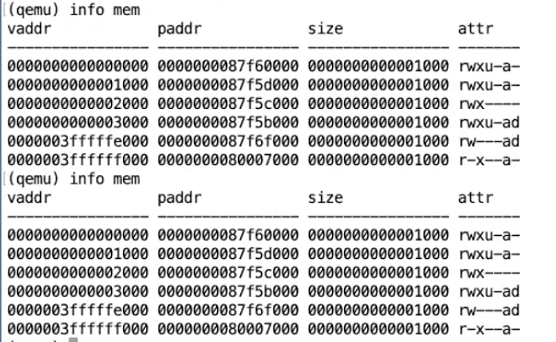 (qemu) info mem
vaddr paddr size attr
---------------- ---------------- ---------------- -------
0000000000000000 0000000087f60000 0000000000001000 rwxu-a-
0000000000001000 0000000087f5d000 0000000000001000 rwxu-a-
0000000000002000 0000000087f5c000 0000000000001000 rwx----
0000000000003000 0000000087f5b000 0000000000001000 rwxu-ad
0000003fffffe000 0000000087f6f000 0000000000001000 rw---ad
0000003ffffff000 0000000080007000 0000000000001000 r-x--a-
(qemu) info mem
vaddr paddr size attr
---------------- ---------------- ---------------- -------
0000000000000000 0000000087f60000 0000000000001000 rwxu-a-
0000000000001000 0000000087f5d000 0000000000001000 rwxu-a-
0000000000002000 0000000087f5c000 0000000000001000 rwx----
0000000000003000 0000000087f5b000 0000000000001000 rwxu-ad
0000003fffffe000 0000000087f6f000 0000000000001000 rw---ad
0000003ffffff000 0000000080007000 0000000000001000 r-x--a-